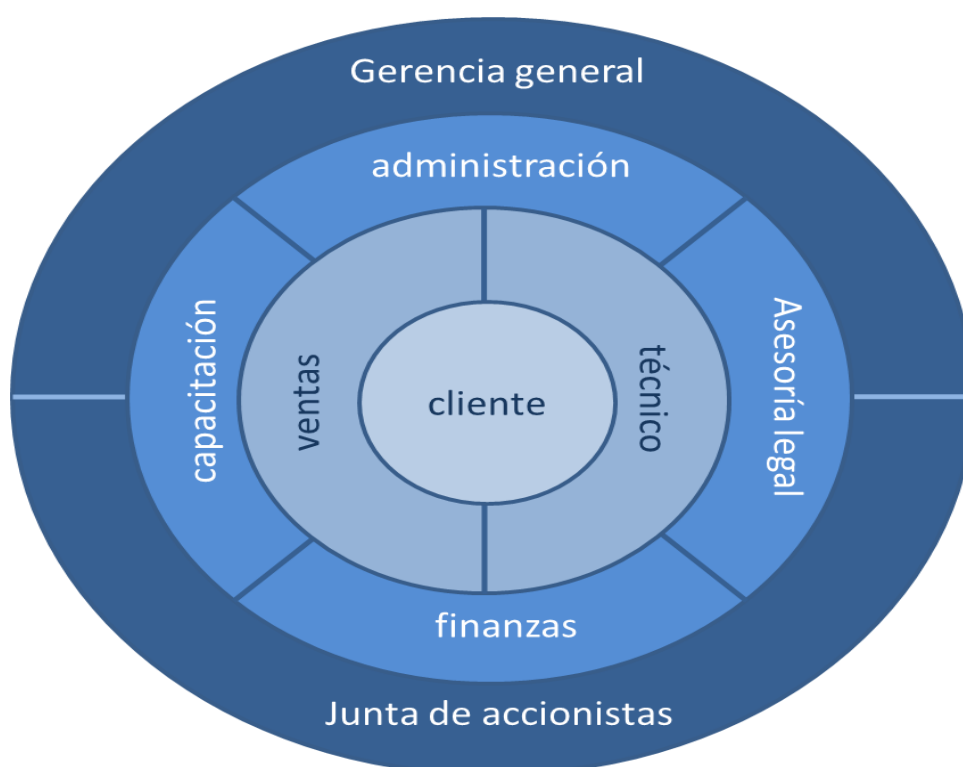 Gerencia general
administración
capacitación
ventas
cliente
técnico
Asesoría legal
finanzas
Junta de accionistas